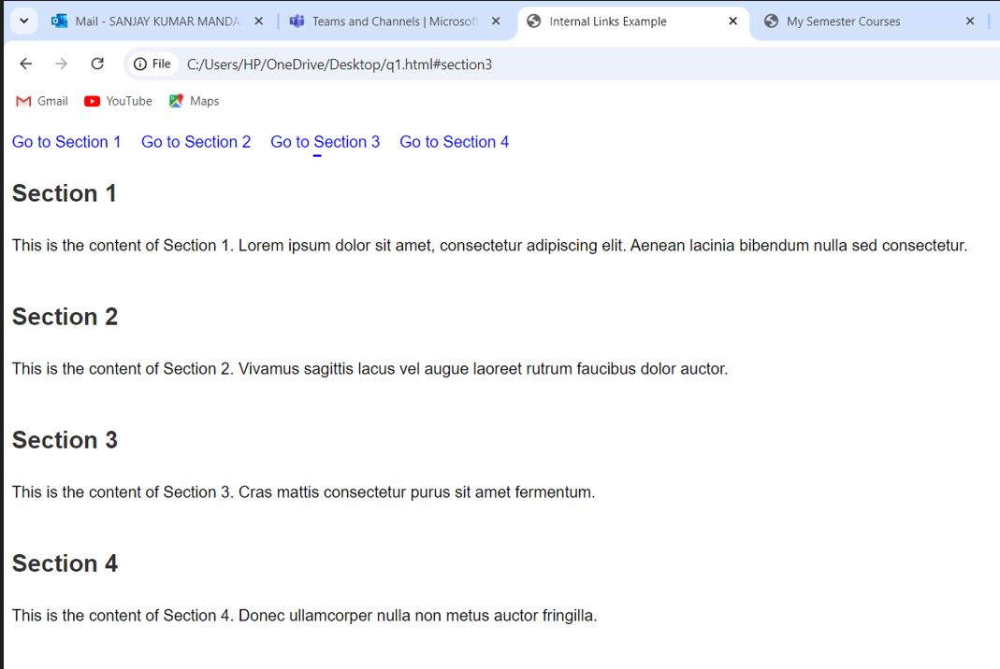 Mail - SANJAY KUMAR MANDA
Teams and Channels | Microsoft
Internal Links Example
My Semester Courses
File C:/Users/HP/OneDrive/Desktop/q1.html#section3
Gmail YouTube Maps
Go to Section 1 Go to Section 2 Go to Section 3 Go to Section 4
Section 1
This is the content of Section 1. Lorem ipsum dolor sit amet, consectetur adipiscing elit. Aenean lacinia bibendum nulla sed consectetur.
Section 2
This is the content of Section 2. Vivamus sagittis lacus vel augue laoreet rutrum faucibus dolor auctor.
Section 3
This is the content of Section 3. Cras mattis consectetur purus sit amet fermentum.
Section 4
This is the content of Section 4. Donec ullamcorper nulla non metus auctor fringilla.